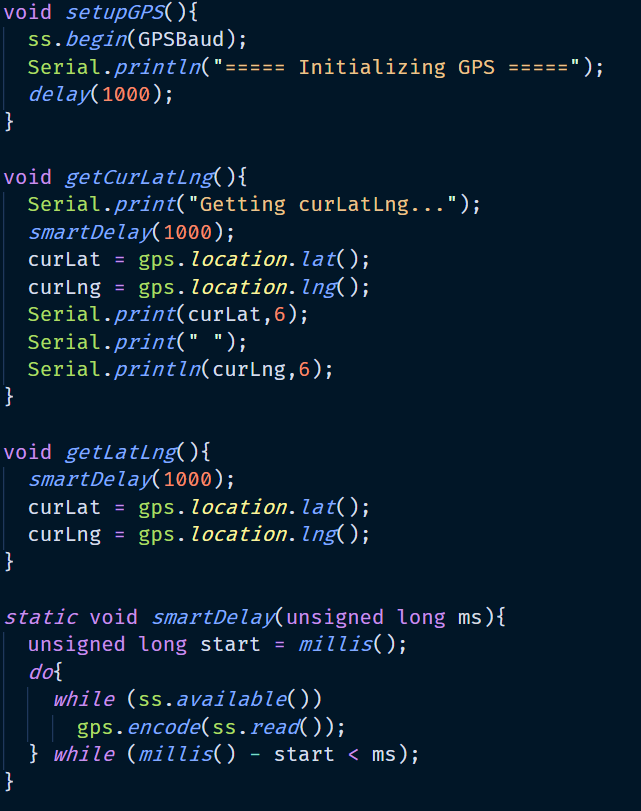 void setupGPS(){
  ss.begin(GPSBaud);
  Serial.println("===== Initializing GPS =====");
  delay(1000);
}

void getCurLatLng(){
  Serial.print("Getting curLatLng...");
  smartDelay(1000);
  curLat = gps.location.lat();
  curLng = gps.location.lng();
  Serial.print(curLat,6);
  Serial.print(" ");
  Serial.println(curLng,6);
}

void getLatLng(){
  smartDelay(1000);
  curLat = gps.location.lat();
  curLng = gps.location.lng();
}

static void smartDelay(unsigned long ms){
  unsigned long start = millis();
  do{
    while (ss.available())
      gps.encode(ss.read());
  } while (millis() - start < ms);
}